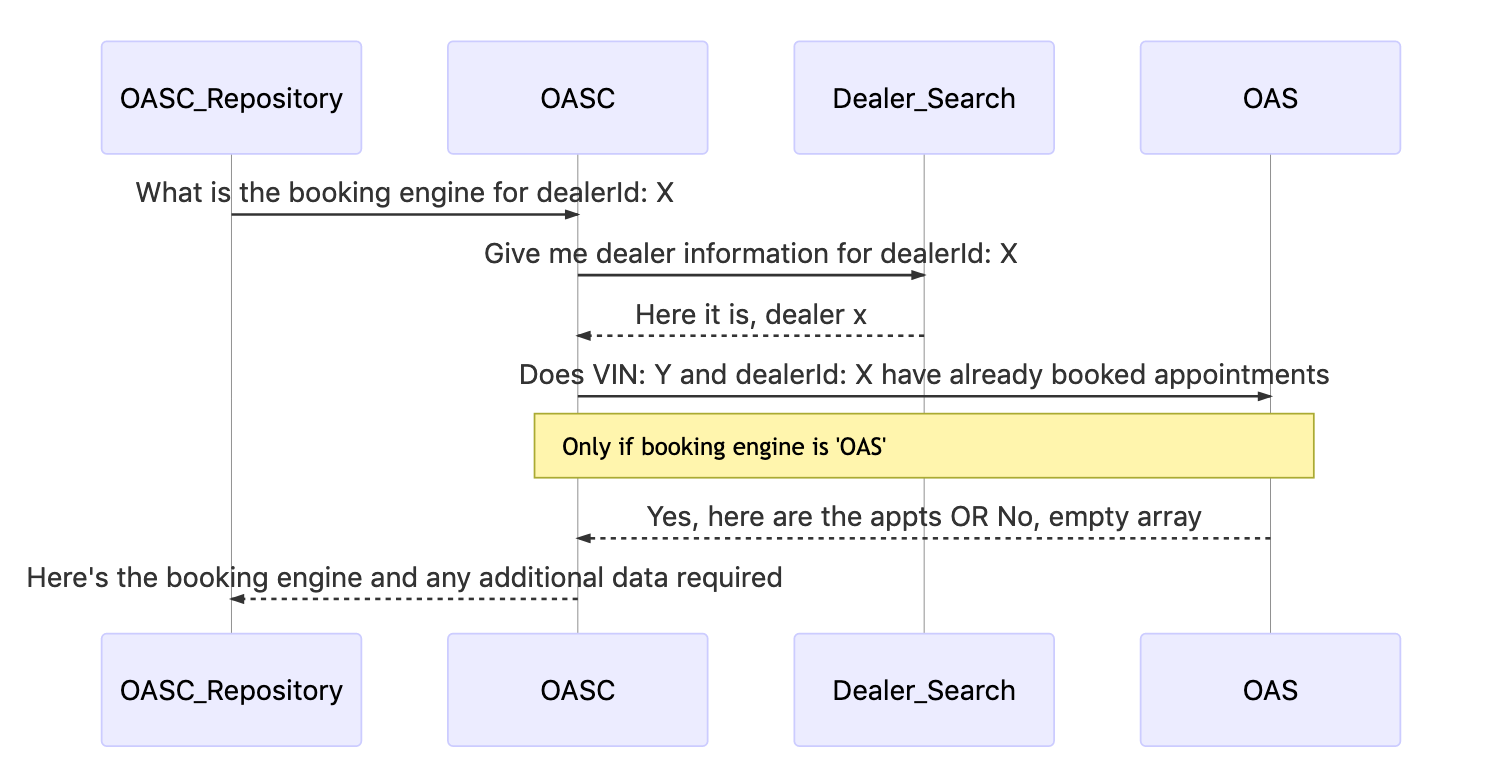 OASC_Repository
OASC
Dealer_Search
OAS
What is the booking engine for dealerId: X
Give me dealer information for dealerId: X
Here it is, dealer x
Does VIN: Y and dealerId: X have already booked appointments
Only if booking engine is 'OAS'
Yes, here are the appts OR No, empty array
Here's the booking engine and any additional data required
OASC_Repository
OASC
Dealer_Search
OAS